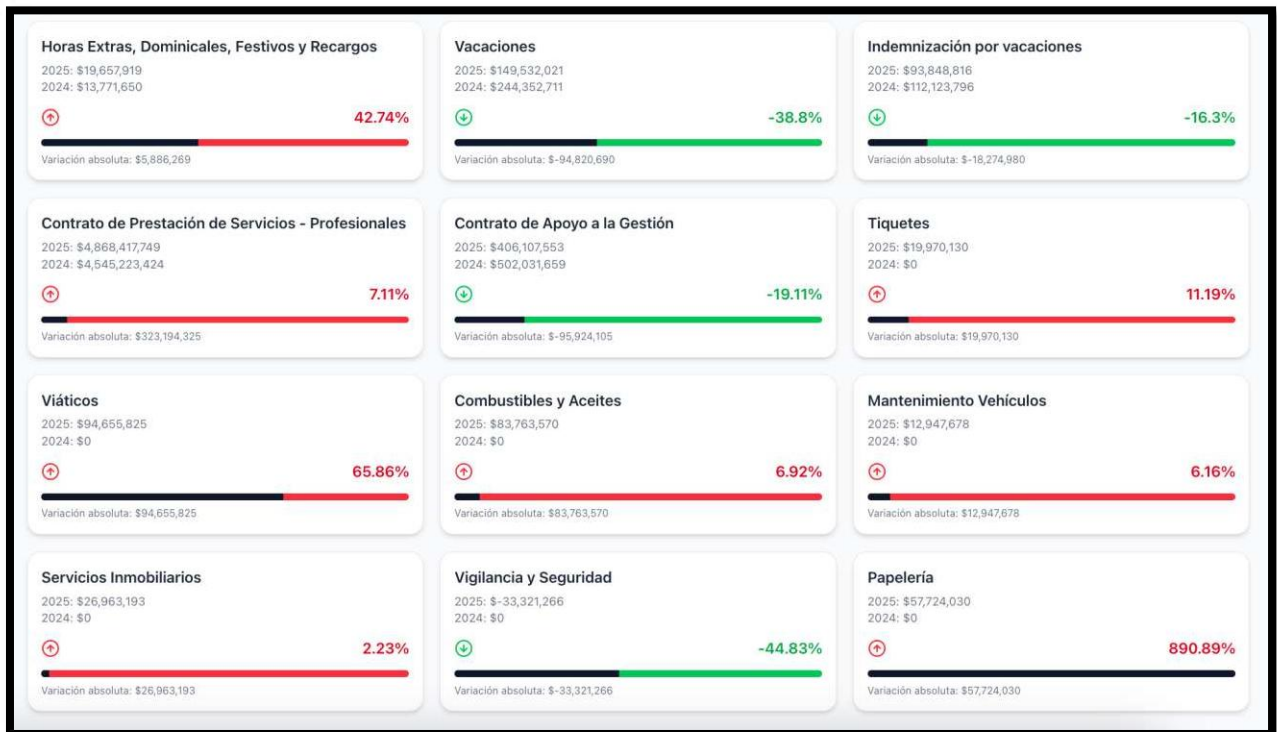 Horas Extras, Dominicales, Festivos y Recargos
2025: $19,657,919
2024: $13,771,650
42.74%
Variación absoluta: $5,886,269
Vacaciones
2025: $149,532,021
2024: $244,352,711
-38.8%
Variación absoluta: $-94,820,690
Indemnización por vacaciones
2025: $93,848,816
2024: $112,123,796
-16.3%
Variación absoluta: $-18,274,980
Contrato de Prestación de Servicios - Profesionales
2025: $4,868,417,749
2024: $4,545,223,424
7.11%
Variación absoluta: $323,194,325
Contrato de Apoyo a la Gestión
2025: $406,107,553
2024: $502,031,659
-19.11%
Variación absoluta: $-95,924,105
Tiquetes
2025: $19,970,130
2024: $0
11.19%
Variación absoluta: $19,970,130
Viáticos
2025: $94,655,825
2024: $0
65.86%
Variación absoluta: $94,655,825
Combustibles y Aceites
2025: $83,763,570
2024: $0
6.92%
Variación absoluta: $83,763,570
Mantenimiento Vehículos
2025: $12,947,678
2024: $0
6.16%
Variación absoluta: $12,947,678
Servicios Inmobiliarios
2025: $26,963,193
2024: $0
2.23%
Variación absoluta: $26,963,193
Vigilancia y Seguridad
2025: $-33,321,266
2024: $0
-44.83%
Variación absoluta: $-33,321,266
Papelería
2025: $57,724,030
2024: $0
890.89%
Variación absoluta: $57,724,030